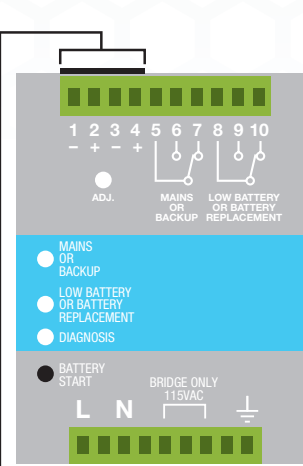 1 2 3 4 5 6 7 8 9 10
– + – +
ADJ.
MAINS
OR
BACKUP
LOW BATTERY
OR BATTERY
REPLACEMENT
MAINS
OR
BACKUP
LOW BATTERY
OR BATTERY
REPLACEMENT
DIAGNOSIS
BATTERY
START
BRIDGE ONLY
115VAC
L N